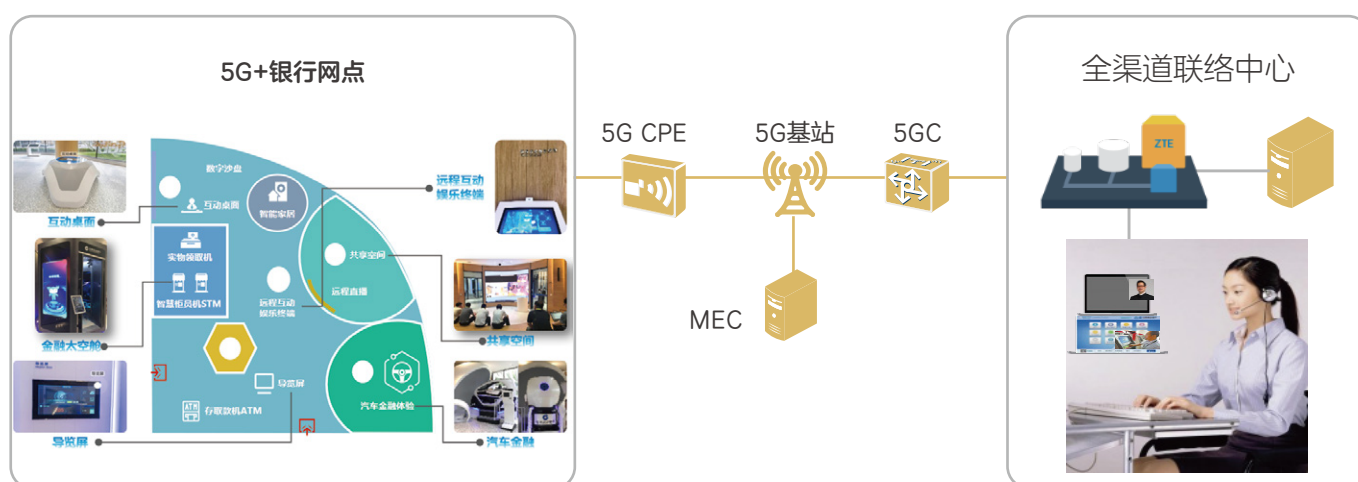 5G+银行网点
全渠道联络中心
数字沙盘
互动桌面
智能家居
互动桌面
远程互动
娱乐终端
实物领取机
智慧柜员机STM
共享空间
远程直播
远程互动
娱乐终端
金融太空舱
共享空间
导览屏
ATM
存取款机ATM
汽车金融体验
导览屏
汽车金融
5G CPE
5G基站
5GC
MEC
ZTE